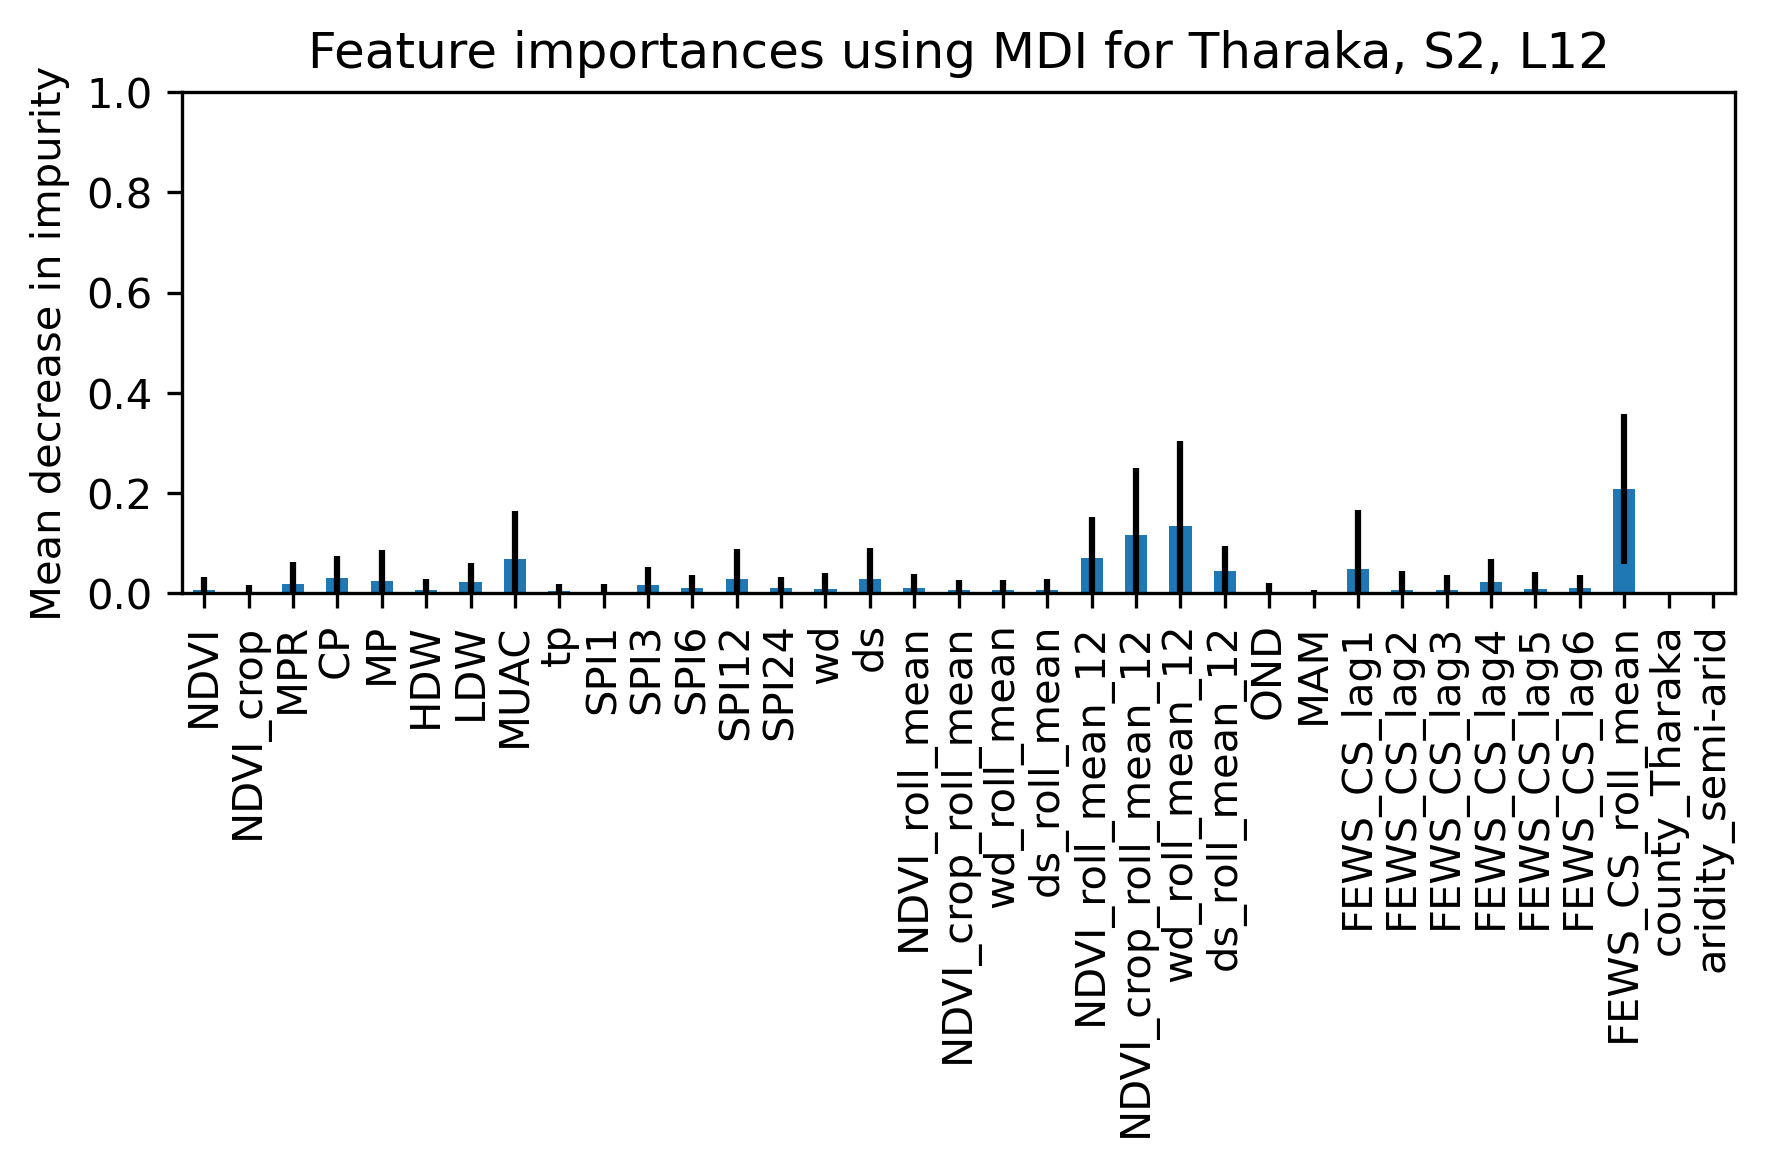 Feature importances using MDI for Tharaka, S2, L12
Mean decrease in impurity
1.0
0.8
0.6
0.4
0.2
0.0
NDVI
NDVI_crop
MPR
CP
MP
HDW
LDW
MUAC
tp
SPI1
SPI3
SPI6
SPI12
SPI24
wd
ds
NDVI_roll_mean
NDVI_crop_roll_mean
wd_roll_mean
ds_roll_mean
NDVI_roll_mean_12
NDVI_crop_roll_mean_12
wd_roll_mean_12
ds_roll_mean_12
OND
MAM
FEWS_CS_lag1
FEWS_CS_lag2
FEWS_CS_lag3
FEWS_CS_lag4
FEWS_CS_lag5
FEWS_CS_lag6
FEWS_CS_roll_mean
county_Tharaka
aridity_semi-arid